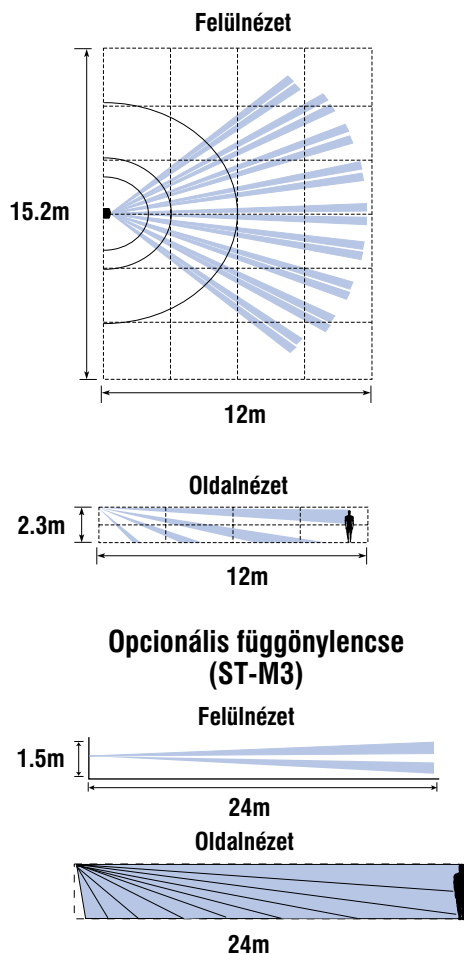 Felülnézet
15.2m
12m
Oldalnézet
2.3m
12m
Opcionális függönylencse
(ST-M3)
Felülnézet
1.5m
24m
Oldalnézet
24m